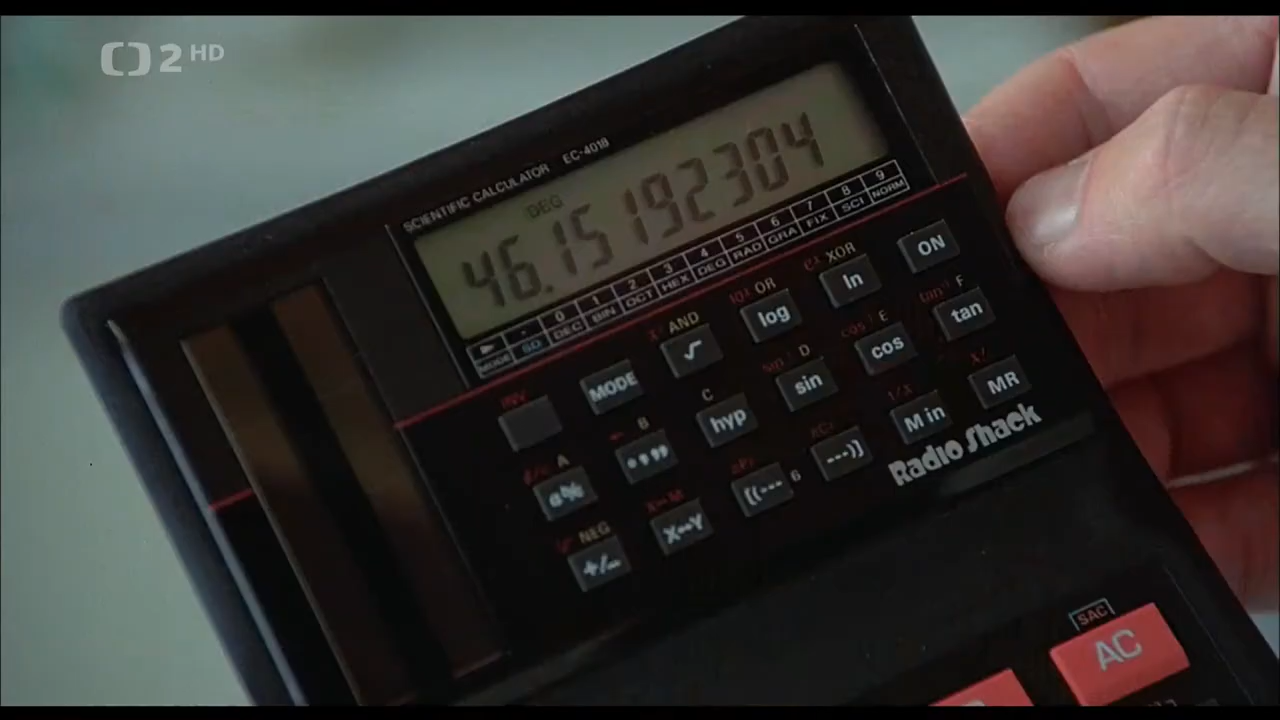 2 HD
SCIENTIFIC CALCULATOR EC-4018
DEG
46.15192304
- 0 1 2 3 4 5 6 7 8 9
MODE SD DEC BIN OCT HEX DEG RAD GRA FIX SCI NORM
AND OR XOR
MODE √ log ln ON
C D E F
hyp sin cos tan
A B
M in MR
Radio Shack
NEG
+/− X↔Y ((--- 6 ---))
SAC
AC